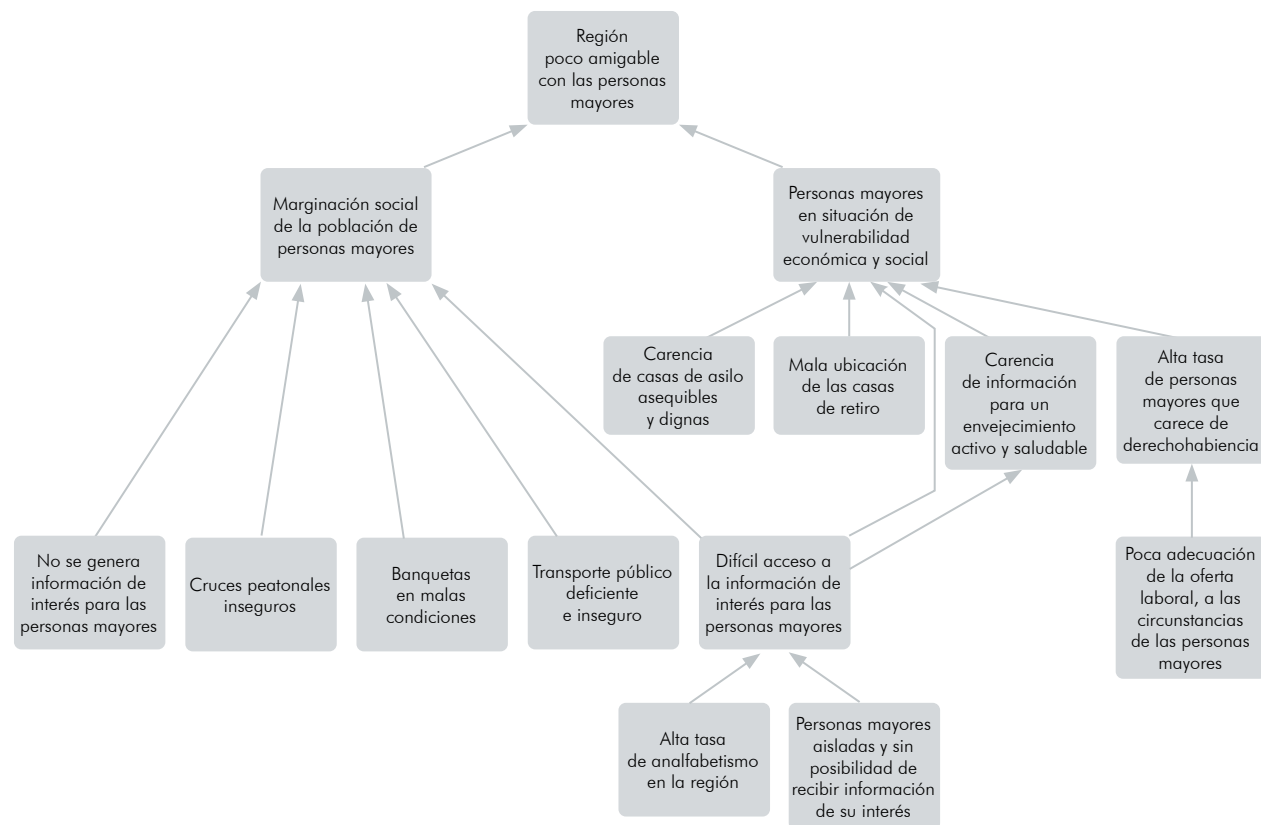 Región
poco amigable
con las personas
mayores
Marginación social
de la población de
personas mayores
Personas mayores
en situación de
vulnerabilidad
económica y social
Carencia
de casas de asilo
asequibles
y dignas
Mala ubicación
de las casas
de retiro
Carencia
de información
para un
envejecimiento
activo y saludable
Alta tasa
de personas
mayores que
carece de
derechohabiencia
No se genera
información de
interés para las
personas mayores
Cruces peatonales
inseguros
Banquetas
en malas
condiciones
Transporte público
deficiente
e inseguro
Difícil acceso a
la información de
interés para las
personas mayores
Poca adecuación
de la oferta
laboral, a las
circunstancias
de las personas
mayores
Alta tasa
de analfabetismo
en la región
Personas mayores
aisladas y sin
posibilidad de
recibir información
de su interés